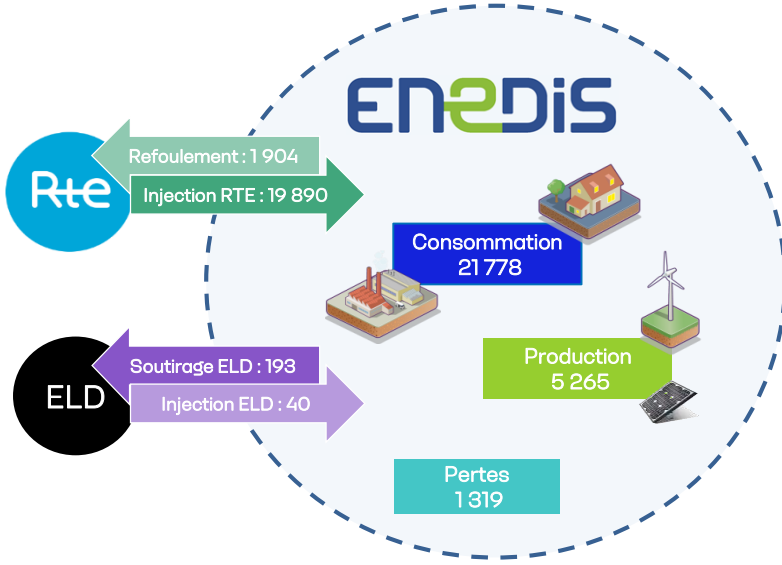 ENEDIS
Rte
Refoulement : 1 904
Injection RTE : 19 890
Consommation
21 778
Production
5 265
ELD
Soutirage ELD : 193
Injection ELD : 40
Pertes
1 319